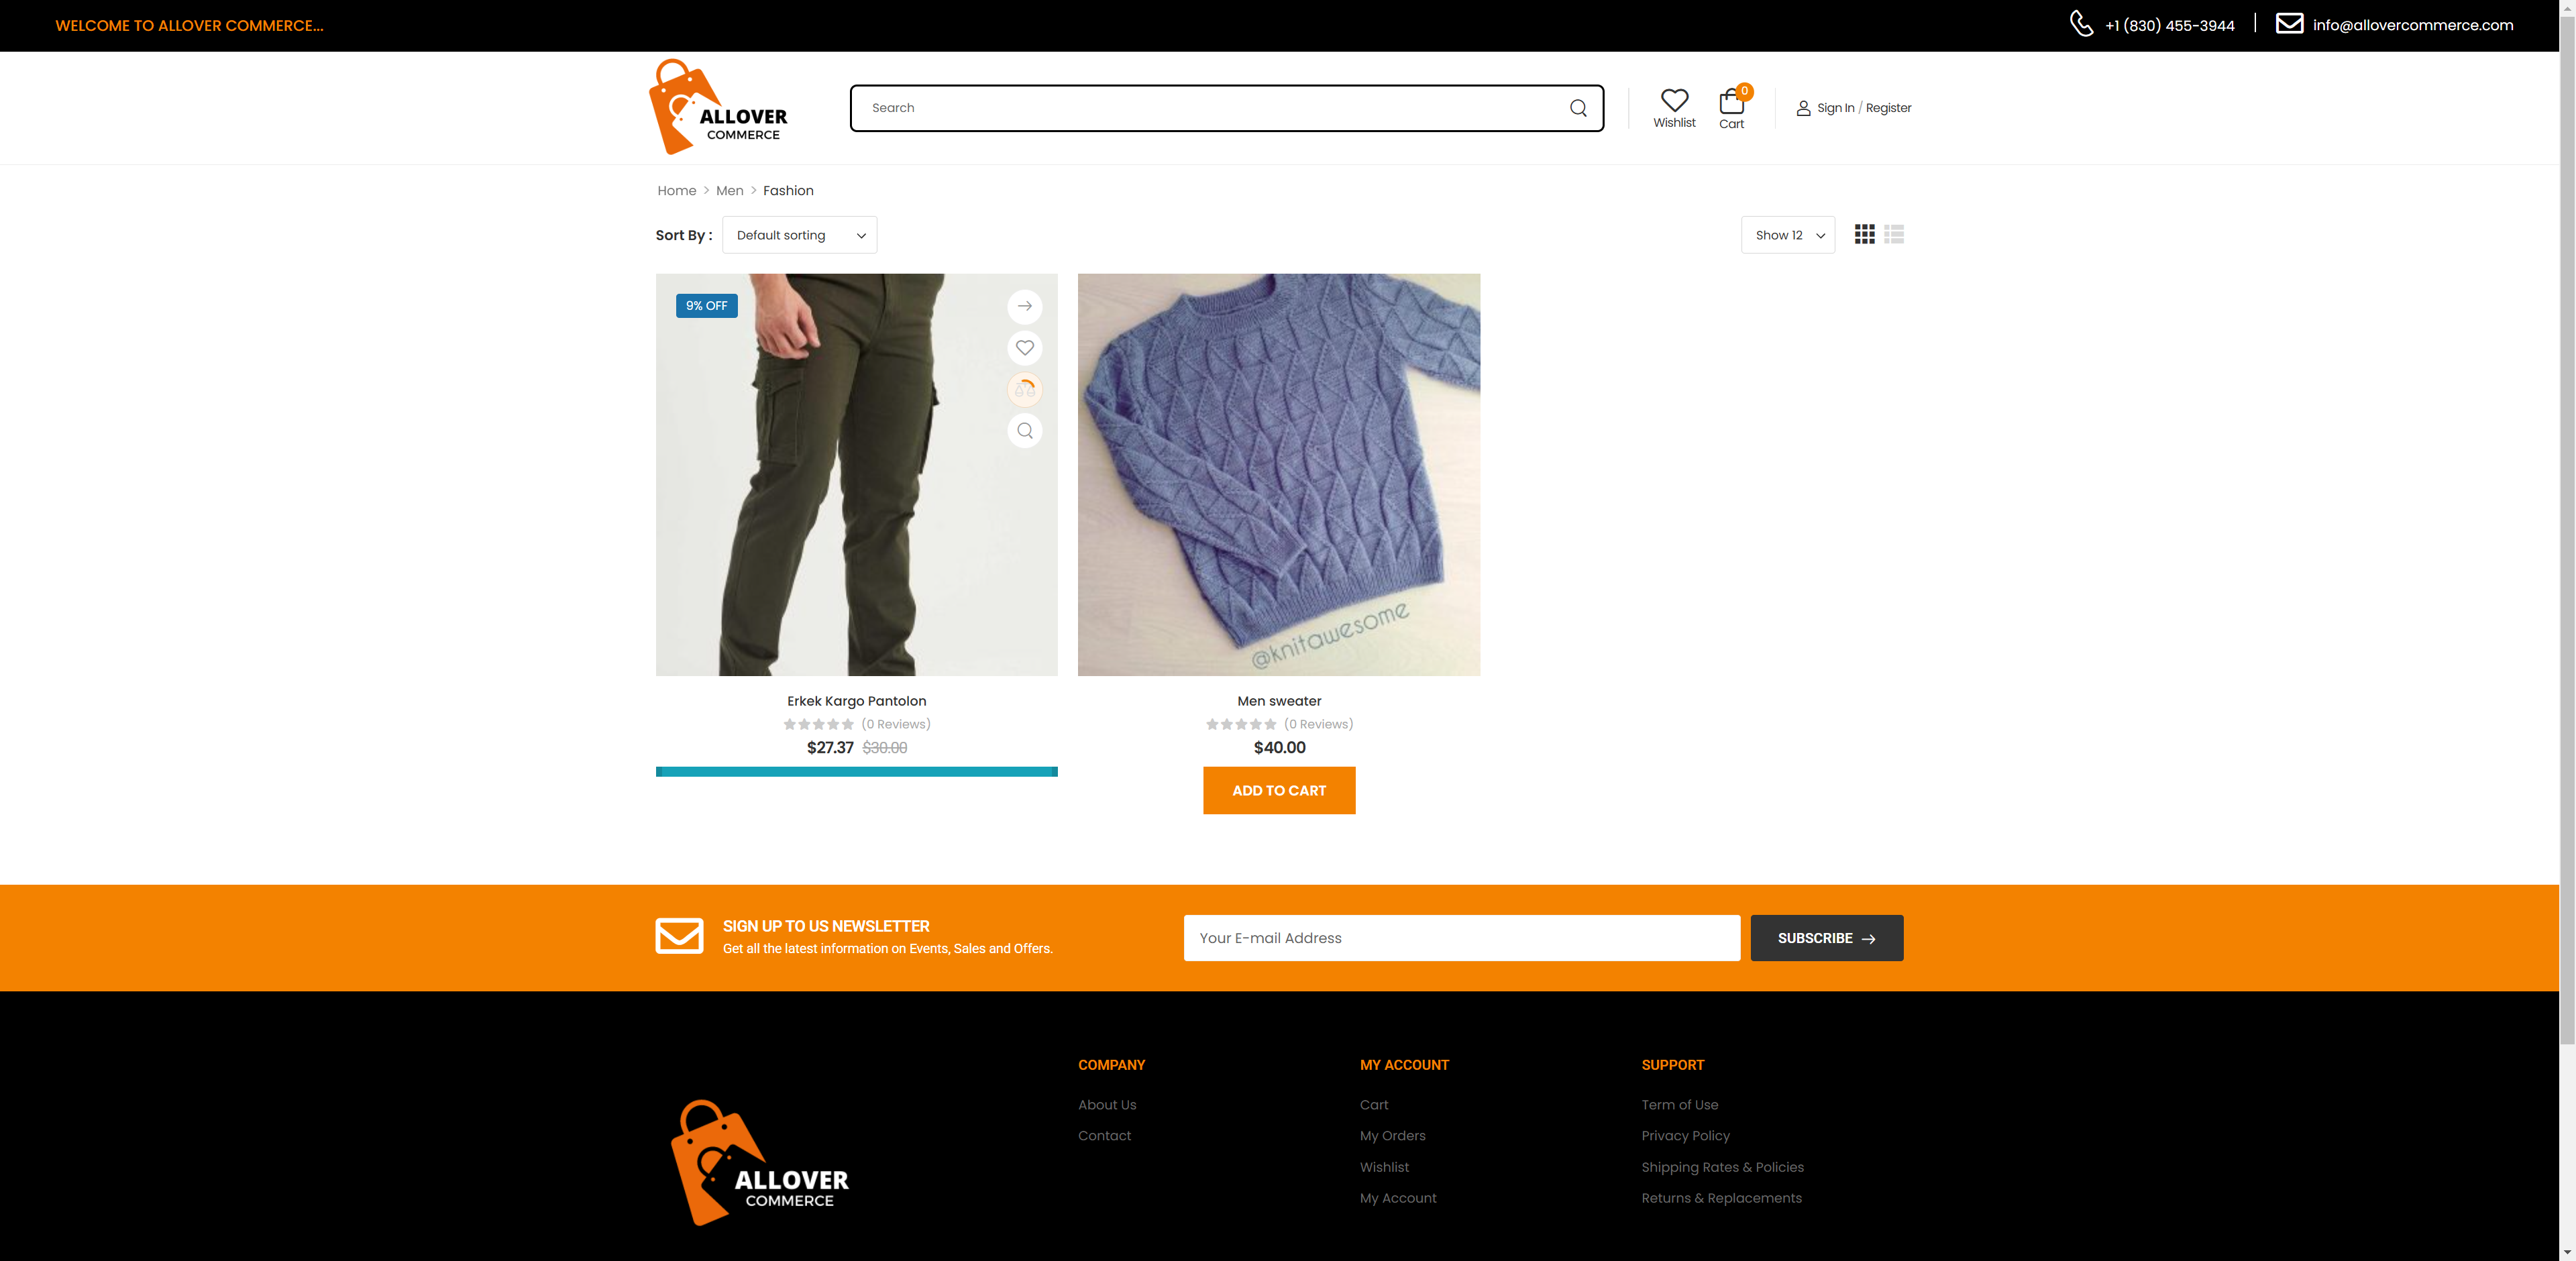 WELCOME TO ALLOVER COMMERCE...
+1 (830) 455-3944
info@allovercommerce.com
ALLOVER
COMMERCE
Search
Wishlist
0
Cart
Sign In / Register
Home > Men > Fashion
Sort By :
Default sorting
Show 12
9% OFF
@knitawesome
Erkek Kargo Pantolon
(0 Reviews)
$27.37 $30.00
Men sweater
(0 Reviews)
$40.00
ADD TO CART
SIGN UP TO US NEWSLETTER
Get all the latest information on Events, Sales and Offers.
Your E-mail Address
SUBSCRIBE
ALLOVER
COMMERCE
COMPANY
About Us
Contact
MY ACCOUNT
Cart
My Orders
Wishlist
My Account
SUPPORT
Term of Use
Privacy Policy
Shipping Rates & Policies
Returns & Replacements